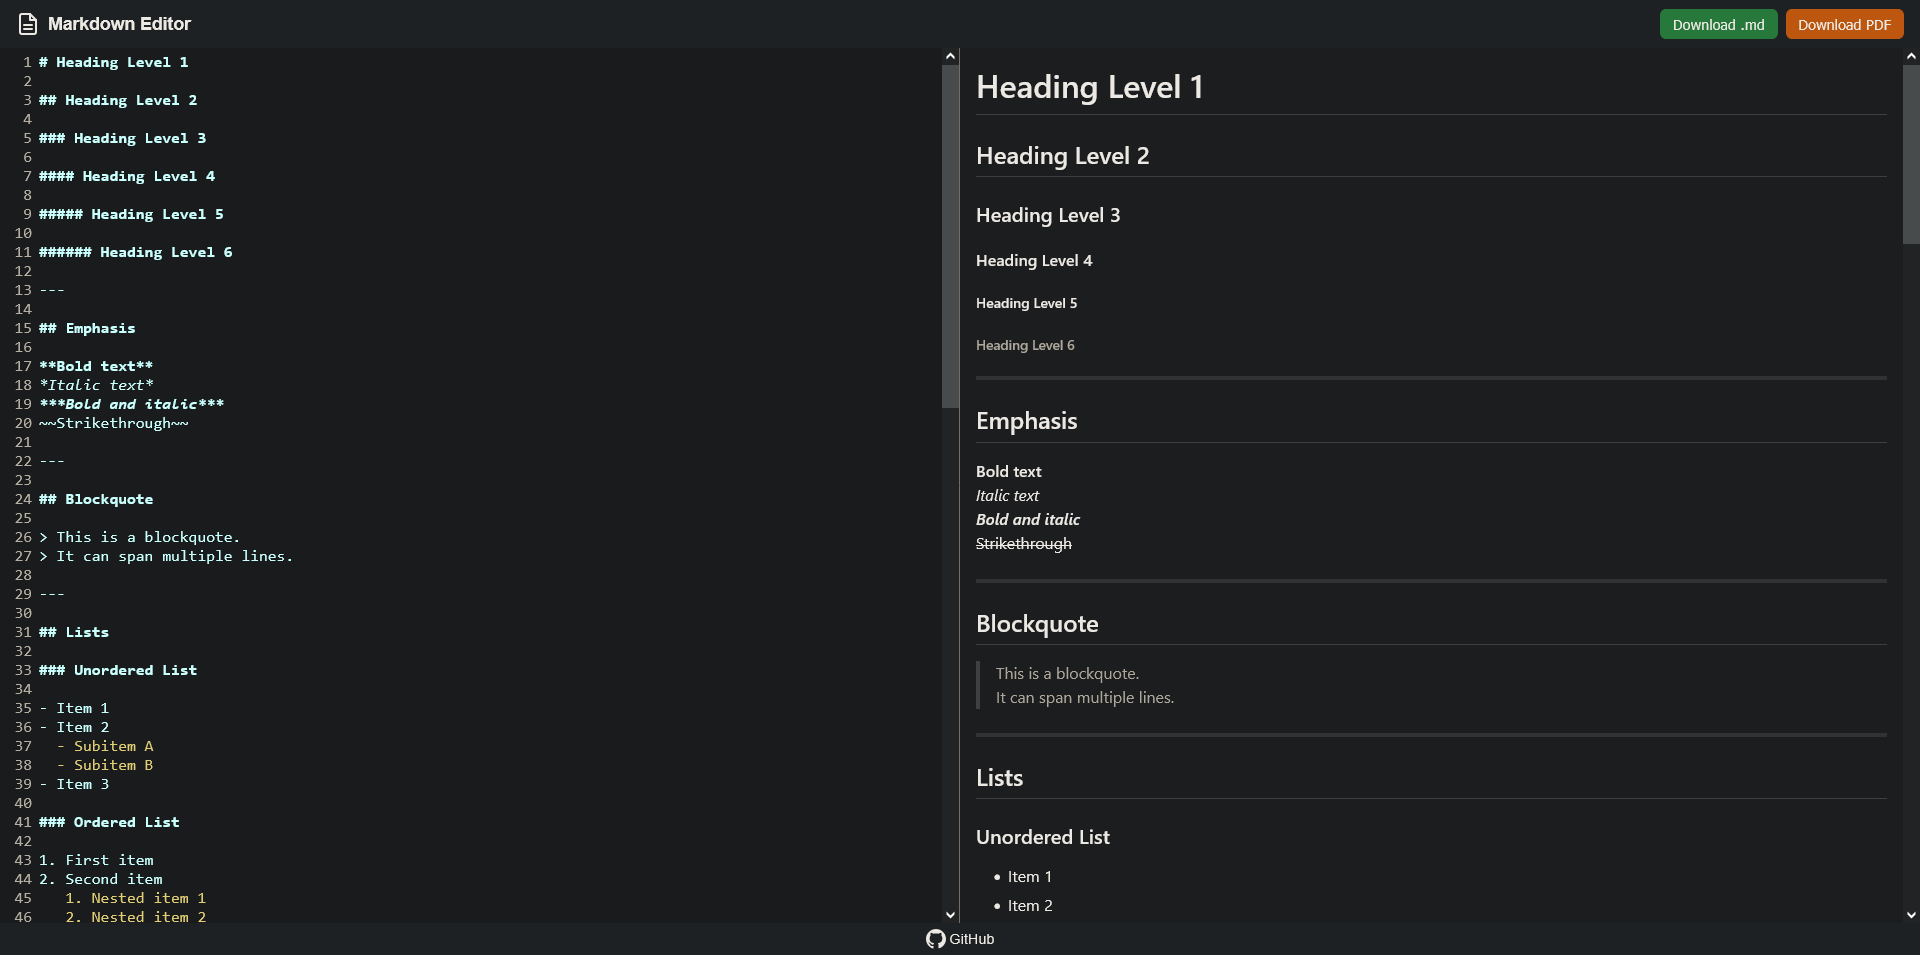 Markdown Editor
Download .md
Download PDF
1 # Heading Level 1
2
3 ## Heading Level 2
4
5 ### Heading Level 3
6
7 #### Heading Level 4
8
9 ##### Heading Level 5
10
11 ###### Heading Level 6
12
13 ---
14
15 ## Emphasis
16
17 **Bold text**
18 *Italic text*
19 ***Bold and italic***
20 ~~Strikethrough~~
21
22 ---
23
24 ## Blockquote
25
26 > This is a blockquote.
27 > It can span multiple lines.
28
29 ---
30
31 ## Lists
32
33 ### Unordered List
34
35 - Item 1
36 - Item 2
37   - Subitem A
38   - Subitem B
39 - Item 3
40
41 ### Ordered List
42
43 1. First item
44 2. Second item
45    1. Nested item 1
46    2. Nested item 2
Heading Level 1
Heading Level 2
Heading Level 3
Heading Level 4
Heading Level 5
Heading Level 6
Emphasis
Bold text
Italic text
Bold and italic
Strikethrough
Blockquote
This is a blockquote.
It can span multiple lines.
Lists
Unordered List
• Item 1
• Item 2
GitHub